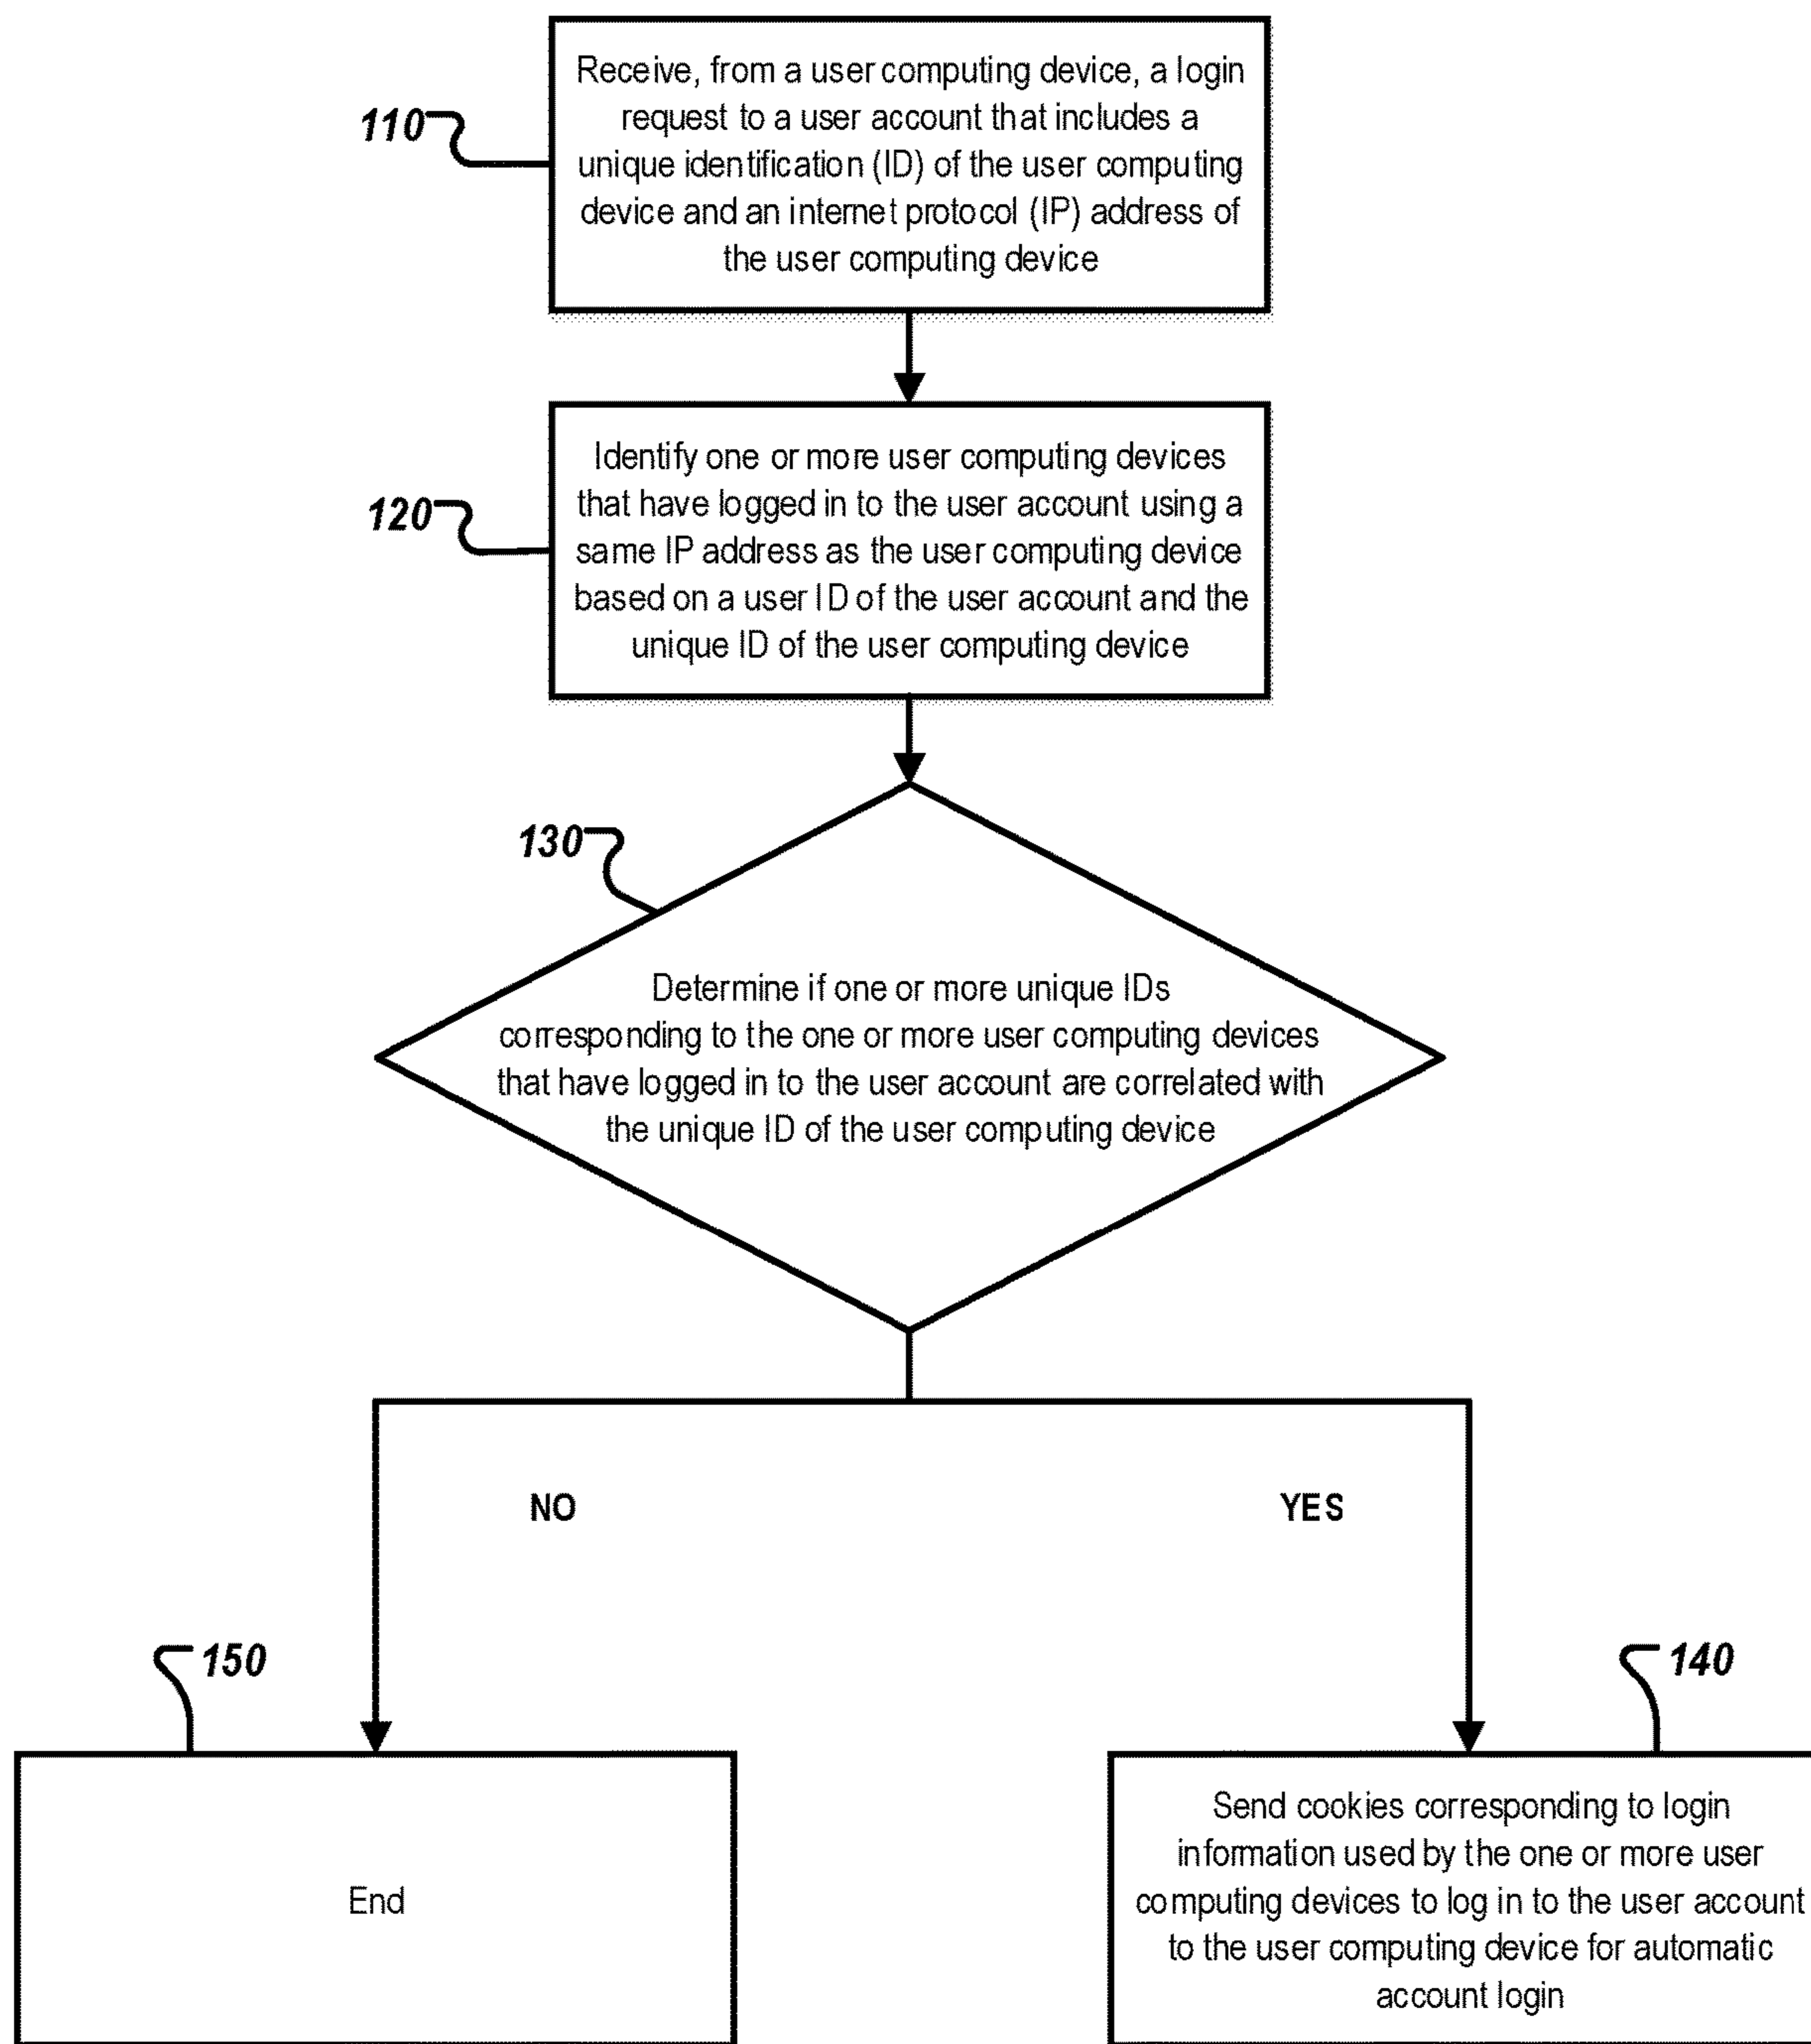 110
Receive, from a user computing device, a login
request to a user account that includes a
unique identification (ID) of the user computing
device and an internet protocol (IP) address of
the user computing device
120
Identify one or more user computing devices
that have logged in to the user account using a
same IP address as the user computing device
based on a user ID of the user account and the
unique ID of the user computing device
130
Determine if one or more unique IDs
corresponding to the one or more user computing devices
that have logged in to the user account are correlated with
the unique ID of the user computing device
NO
YES
150
End
140
Send cookies corresponding to login
information used by the one or more user
computing devices to log in to the user account
to the user computing device for automatic
account login